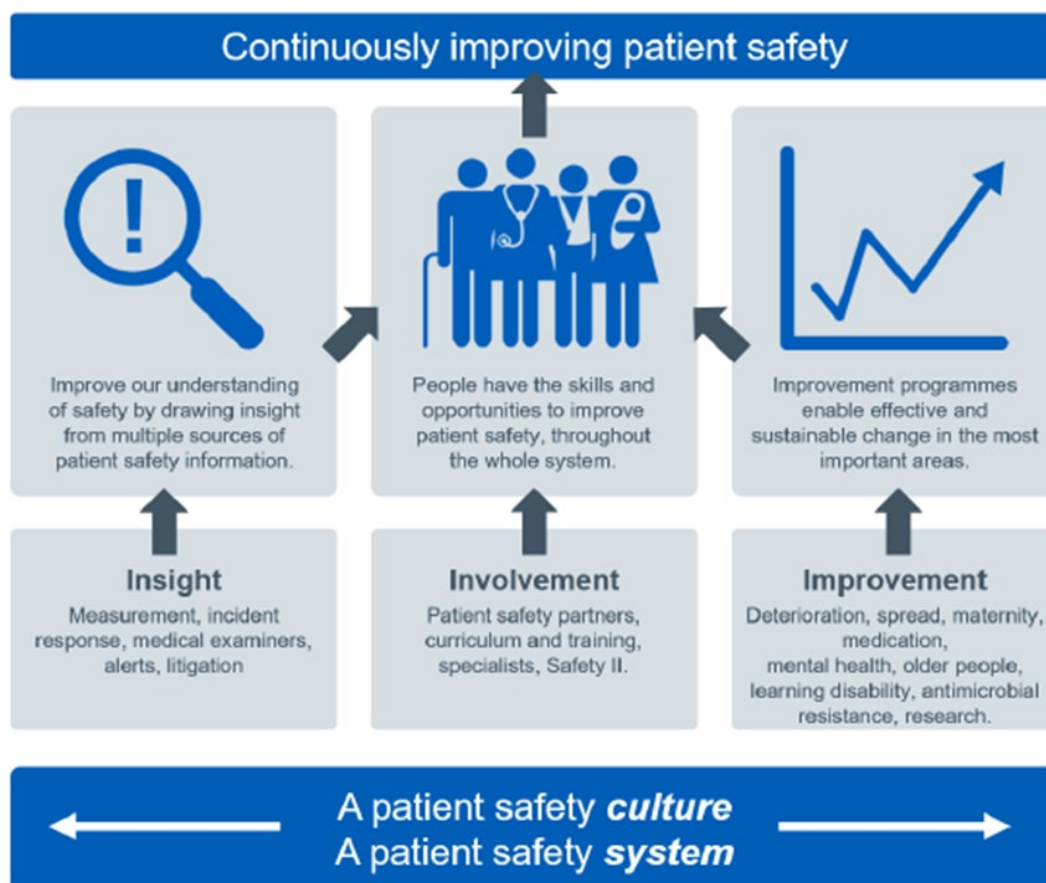 Continuously improving patient safety
!
Improve our understanding
of safety by drawing insight
from multiple sources of
patient safety information.
People have the skills and
opportunities to improve
patient safety, throughout
the whole system.
Improvement programmes
enable effective and
sustainable change in the most
important areas.
Insight
Measurement, incident
response, medical examiners,
alerts, litigation
Involvement
Patient safety partners,
curriculum and training,
specialists, Safety II.
Improvement
Deterioration, spread, maternity,
medication,
mental health, older people,
learning disability, antimicrobial
resistance, research.
A patient safety culture
A patient safety system